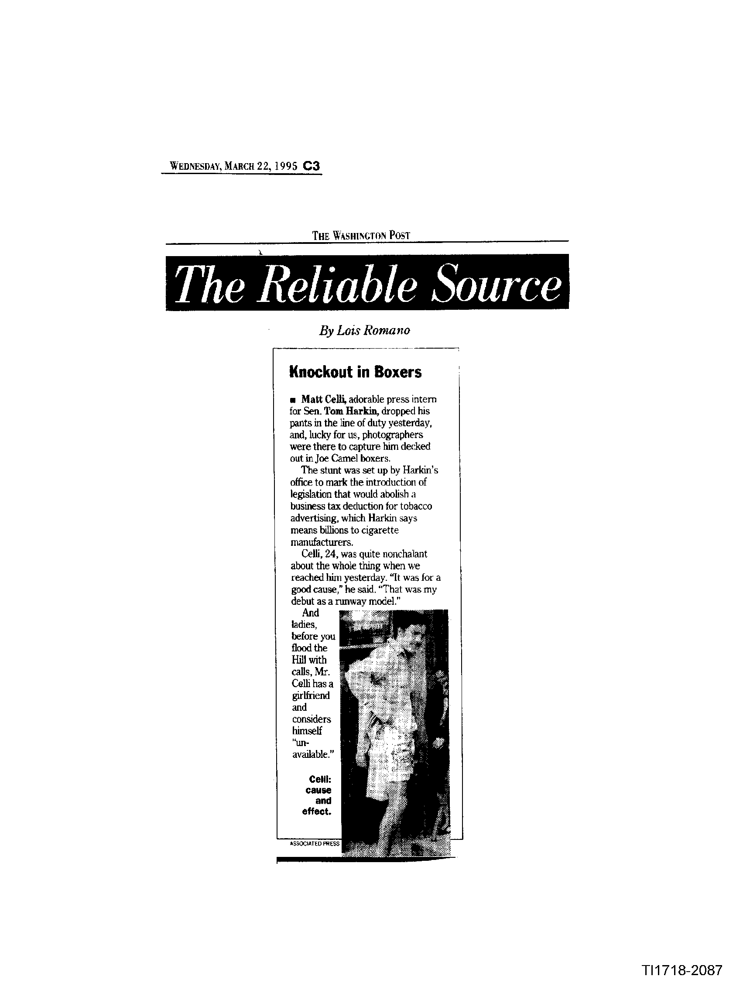 WEDNESDAY, MARCH 22, 1995 C3
THE WASHINGTON POST
The Reliable Source
By Lois Romano
Knockout in Boxers
■ Matt Celli, adorable press intern
for Sen. Tom Harkin, dropped his
pants in the line of duty yesterday,
and, lucky for us, photographers
were there to capture him decked
out in Joe Camel boxers.
The stunt was set up by Harkin's
office to mark the introduction of
legislation that would abolish a
business tax deduction for tobacco
advertising, which Harkin says
means billions to cigarette
manufacturers.
Celli, 24, was quite nonchalant
about the whole thing when we
reached him yesterday. "It was for a
good cause," he said. "That was my
debut as a runway model."
And
ladies,
before you
flood the
Hill with
calls, Mr.
Celli has a
girlfriend
and
considers
himself
"un-
available."
Celli:
cause
and
effect.
ASSOCIATED PRESS
TI1718-2087